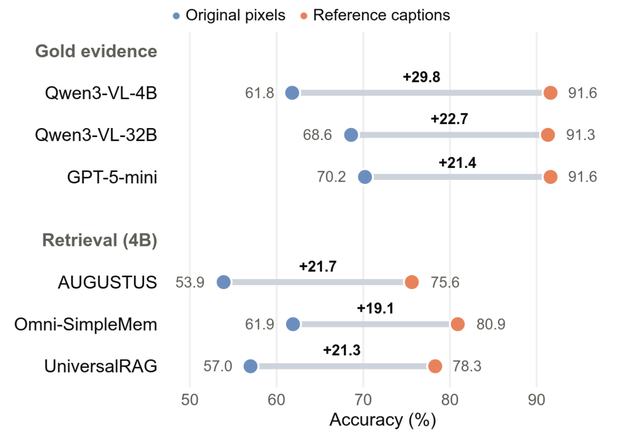 Original pixels Reference captions
Gold evidence
+29.8
Qwen3-VL-4B 61.8 91.6
+22.7
Qwen3-VL-32B 68.6 91.3
+21.4
GPT-5-mini 70.2 91.6
Retrieval (4B)
+21.7
AUGUSTUS 53.9 75.6
+19.1
Omni-SimpleMem 61.9 80.9
+21.3
UniversalRAG 57.0 78.3
50 60 70 80 90
Accuracy (%)